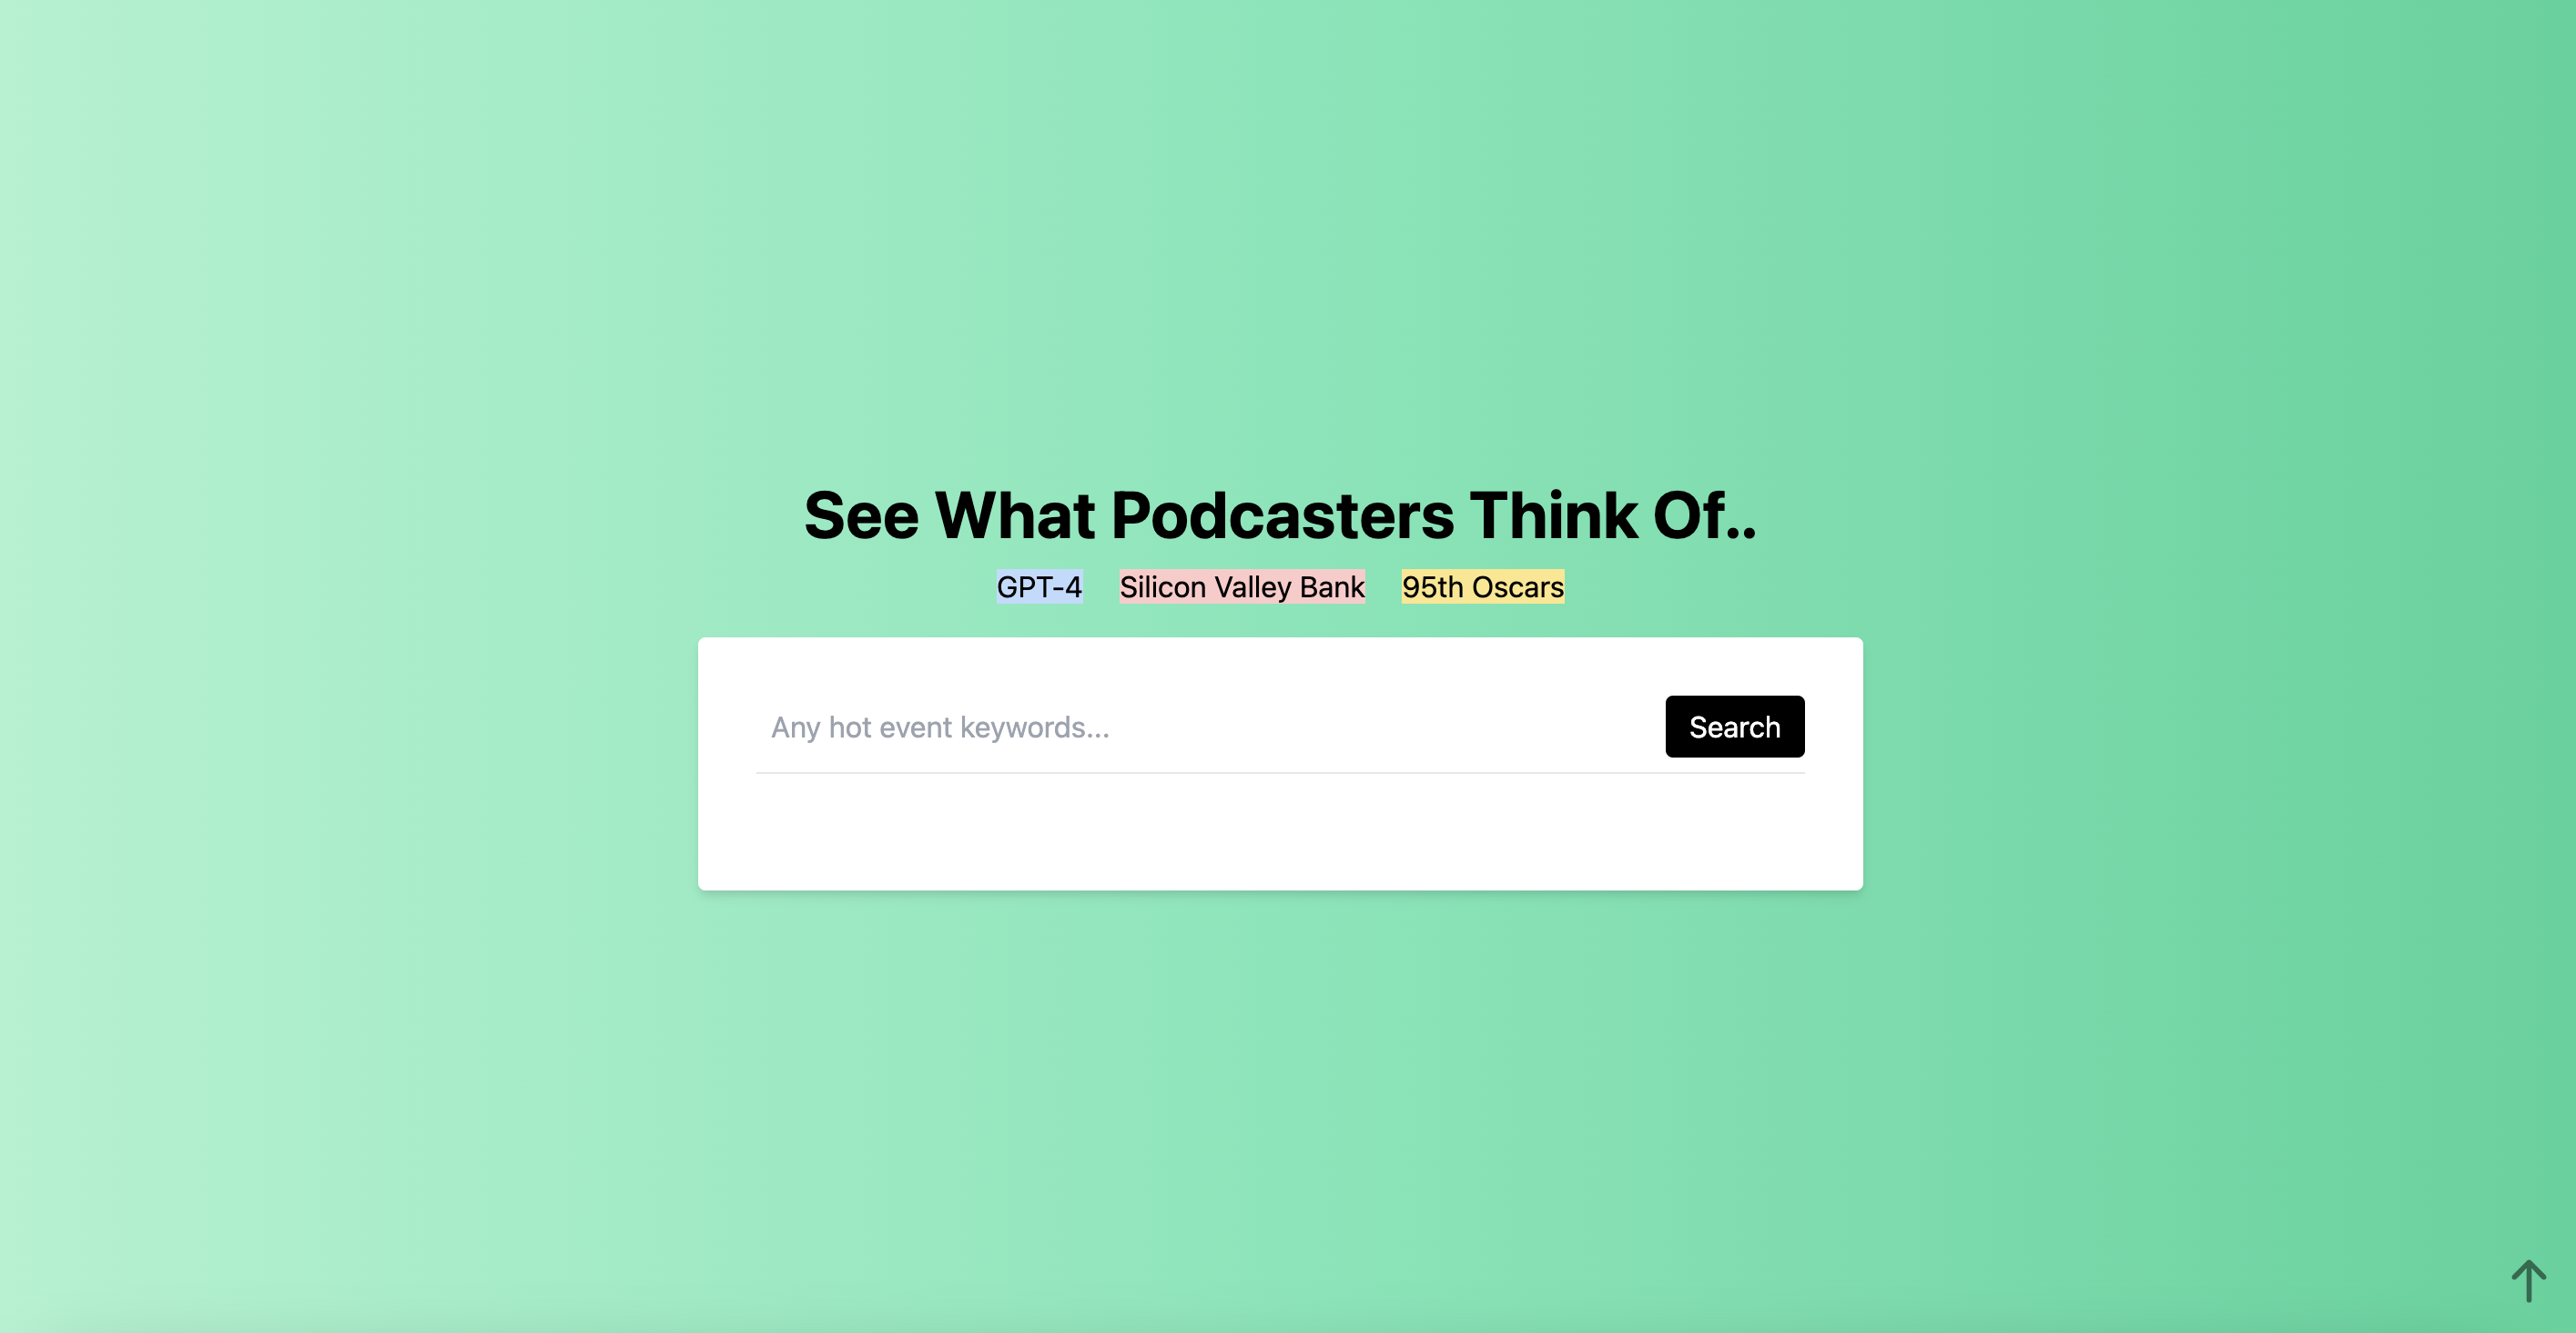 See What Podcasters Think Of..
GPT-4 Silicon Valley Bank 95th Oscars
Any hot event keywords... Search